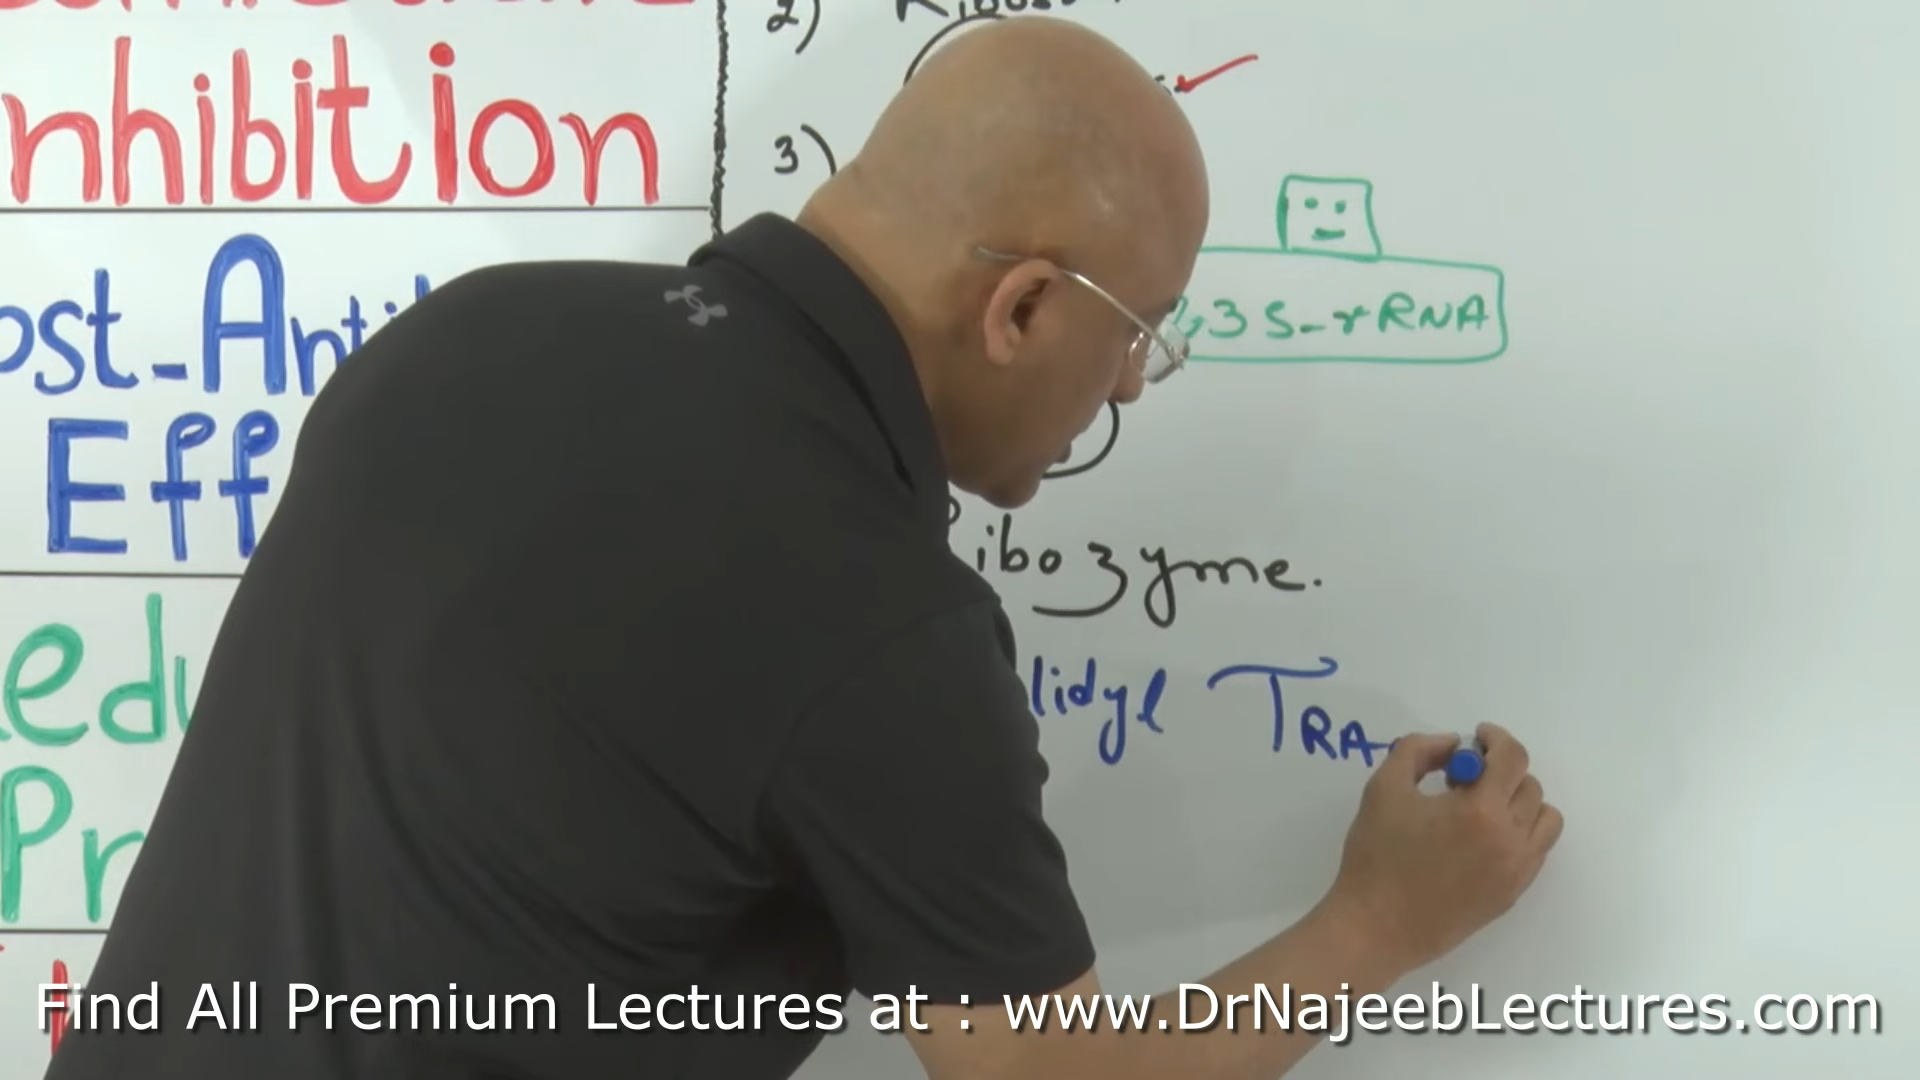 nhibition
ost-Anti
Eff
edu
Pr
2) Ribos
3)
23S-rRNA
ibozyme.
lidyl TRA
Find All Premium Lectures at : www.DrNajeebLectures.com